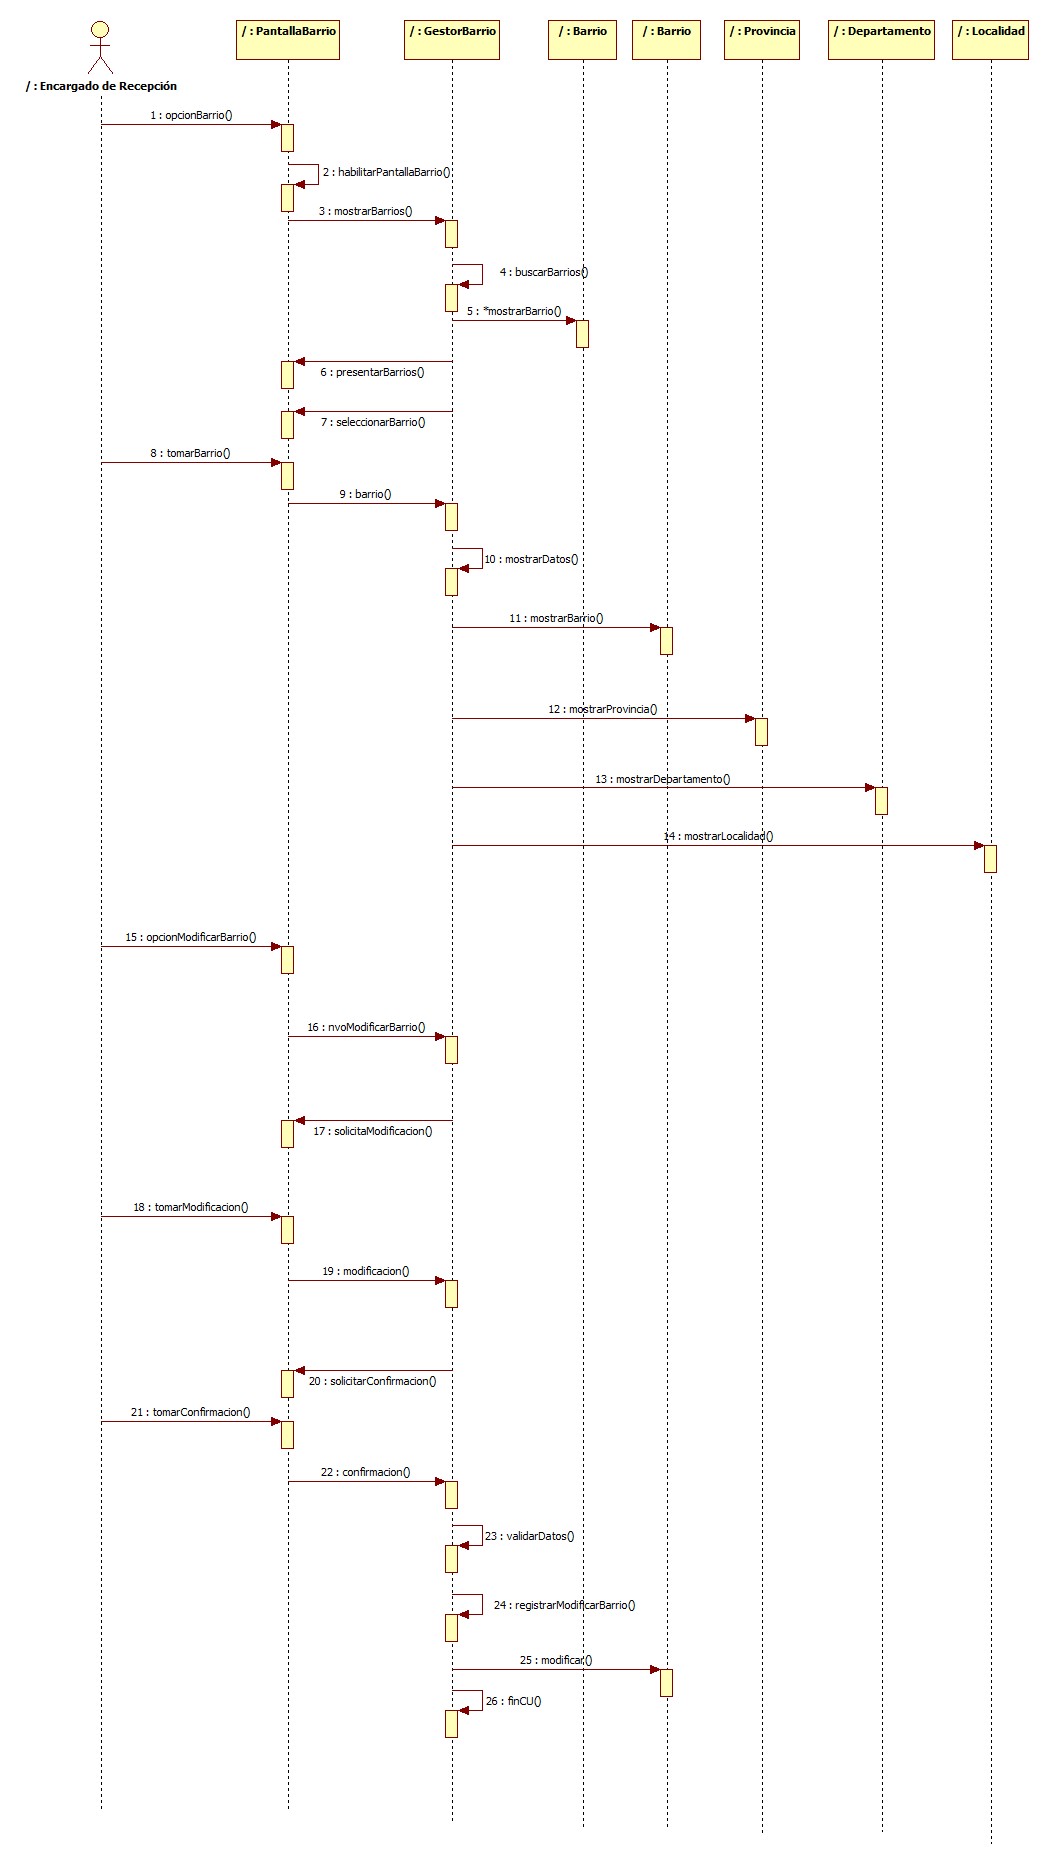 / : PantallaBarrio
/ : GestorBarrio
/ : Barrio
/ : Barrio
/ : Provincia
/ : Departamento
/ : Localidad
/ : Encargado de Recepción
1 : opcionBarrio()
2 : habilitarPantallaBarrio()
3 : mostrarBarrios()
4 : buscarBarrios()
5 : *mostrarBarrio()
6 : presentarBarrios()
7 : seleccionarBarrio()
8 : tomarBarrio()
9 : barrio()
10 : mostrarDatos()
11 : mostrarBarrio()
12 : mostrarProvincia()
13 : mostrarDepartamento()
14 : mostrarLocalidad()
15 : opcionModificarBarrio()
16 : nvoModificarBarrio()
17 : solicitaModificacion()
18 : tomarModificacion()
19 : modificacion()
20 : solicitarConfirmacion()
21 : tomarConfirmacion()
22 : confirmacion()
23 : validarDatos()
24 : registrarModificarBarrio()
25 : modificar()
26 : finCU()